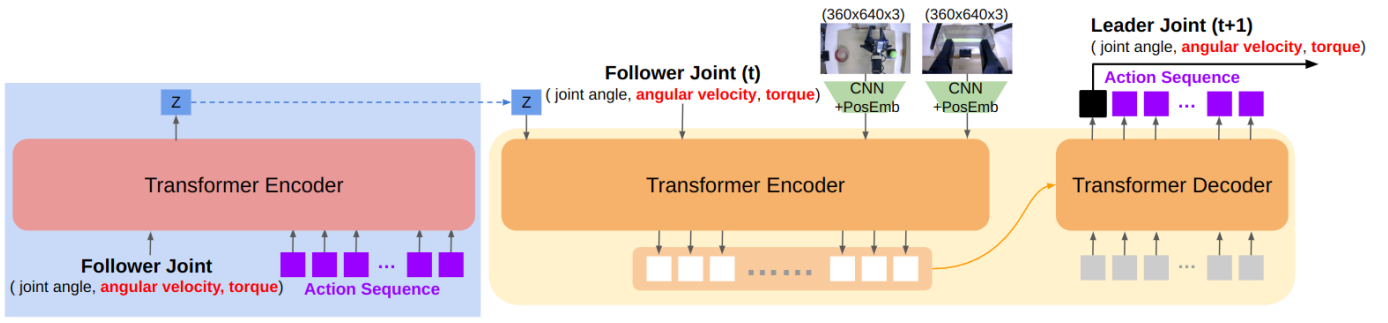 (360x640x3) (360x640x3)
Leader Joint (t+1)
( joint angle, angular velocity, torque)
Action Sequence
Follower Joint (t)
( joint angle, angular velocity, torque)
CNN
+PosEmb
CNN
+PosEmb
Z
Z
Transformer Encoder
Transformer Encoder
Transformer Decoder
Follower Joint
( joint angle, angular velocity, torque)
Action Sequence